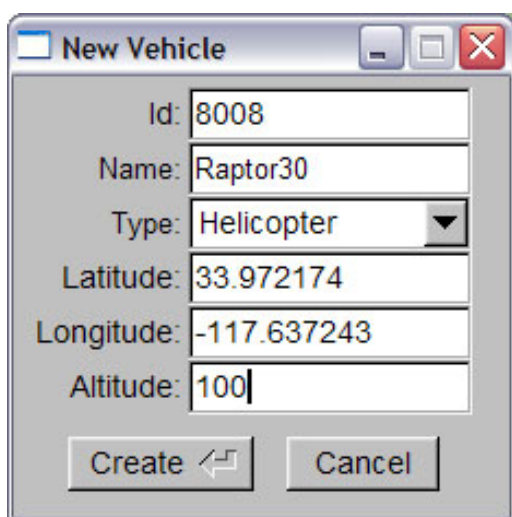 New Vehicle
Id: 8008
Name: Raptor30
Type: Helicopter
Latitude: 33.972174
Longitude: -117.637243
Altitude: 100
Create Cancel